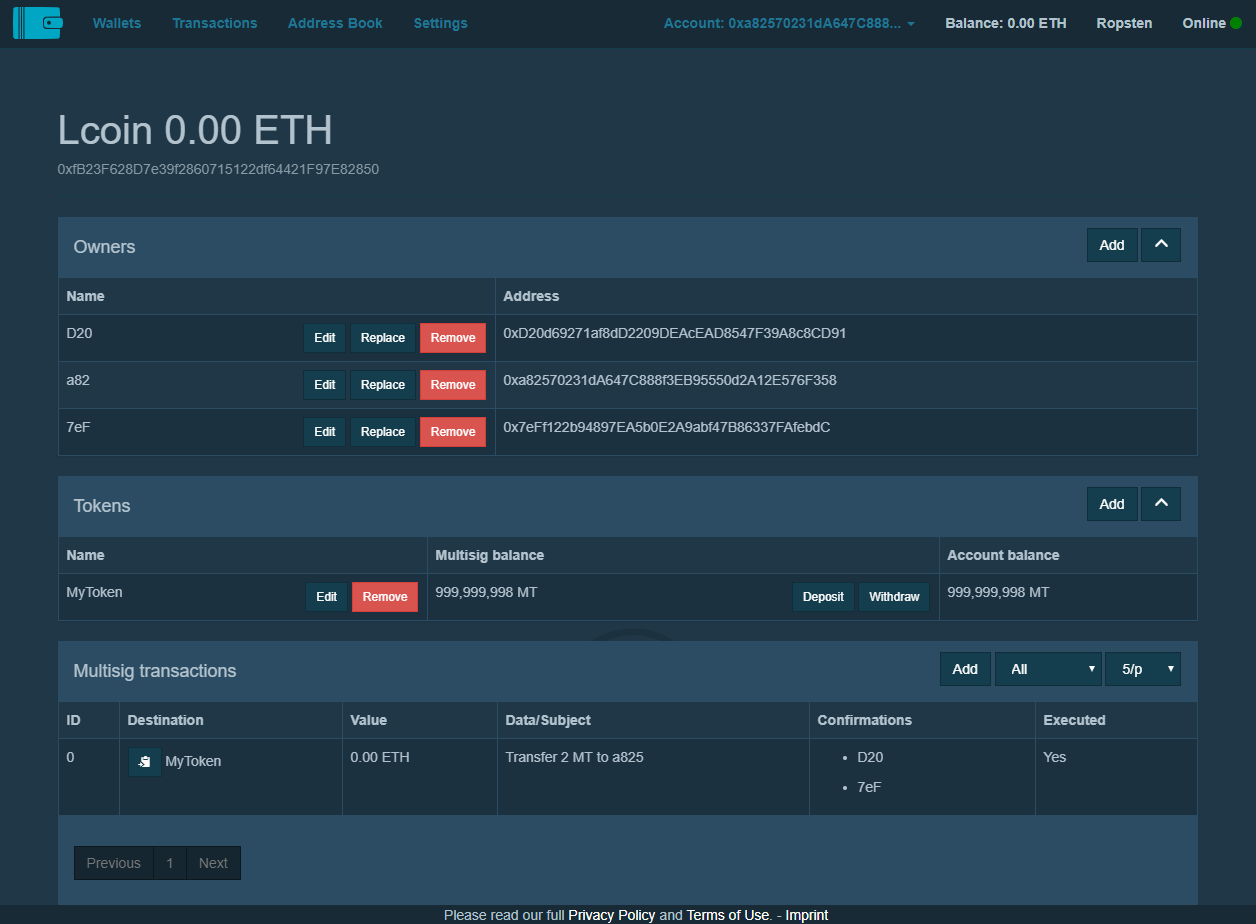 Wallets Transactions Address Book Settings Account: 0xa82570231dA647C888... Balance: 0.00 ETH Ropsten Online
Lcoin 0.00 ETH
0xfB23F628D7e39f2860715122df64421F97E82850
Owners Add
Name Address
D20 Edit Replace Remove 0xD20d69271af8dD2209DEAcEAD8547F39A8c8CD91
a82 Edit Replace Remove 0xa82570231dA647C888f3EB95550d2A12E576F358
7eF Edit Replace Remove 0x7eFf122b94897EA5b0E2A9abf47B86337FAfebdC
Tokens Add
Name Multisig balance Account balance
MyToken Edit Remove 999,999,998 MT Deposit Withdraw 999,999,998 MT
Multisig transactions Add All 5/p
ID Destination Value Data/Subject Confirmations Executed
0 MyToken 0.00 ETH Transfer 2 MT to a825 • D20 Yes
• 7eF
Previous 1 Next
Please read our full Privacy Policy and Terms of Use. - Imprint